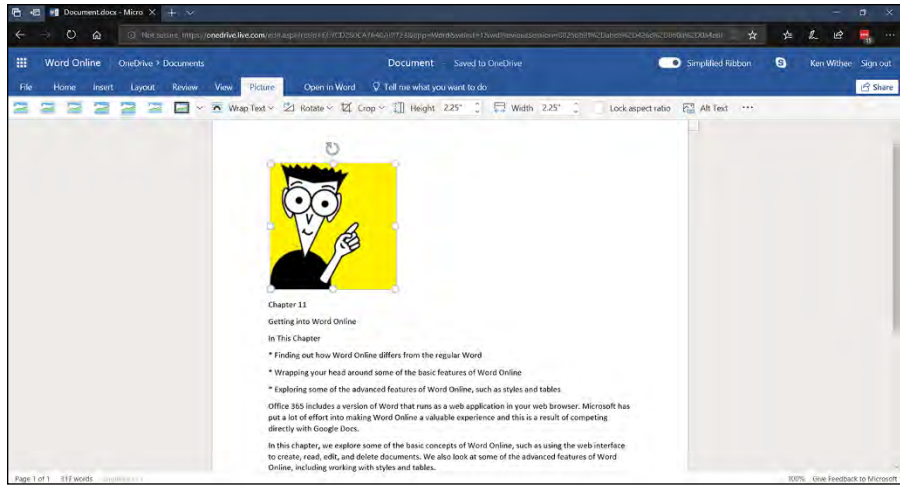 Document.docx - Micro
Word Online OneDrive > Documents Document Saved to OneDrive Simplified Ribbon Ken Withee Sign out
File Home Insert Layout Review View Picture Open in Word Tell me what you want to do Share
Wrap Text Rotate Crop Height 2.25" Width 2.25" Lock aspect ratio Alt Text ...
Chapter 11
Getting into Word Online
In This Chapter
* Finding out how Word Online differs from the regular Word
* Wrapping your head around some of the basic features of Word Online
* Exploring some of the advanced features of Word Online, such as styles and tables
Office 365 includes a version of Word that runs as a web application in your web browser. Microsoft has
put a lot of effort into making Word Online a valuable experience and this is a result of competing
directly with Google Docs.
In this chapter, we explore some of the basic concepts of Word Online, such as using the web interface
to create, read, edit, and delete documents. We also look at some of the advanced features of Word
Online, including working with styles and tables.
Page 1 of 1 317 words 100% Give Feedback to Microsoft